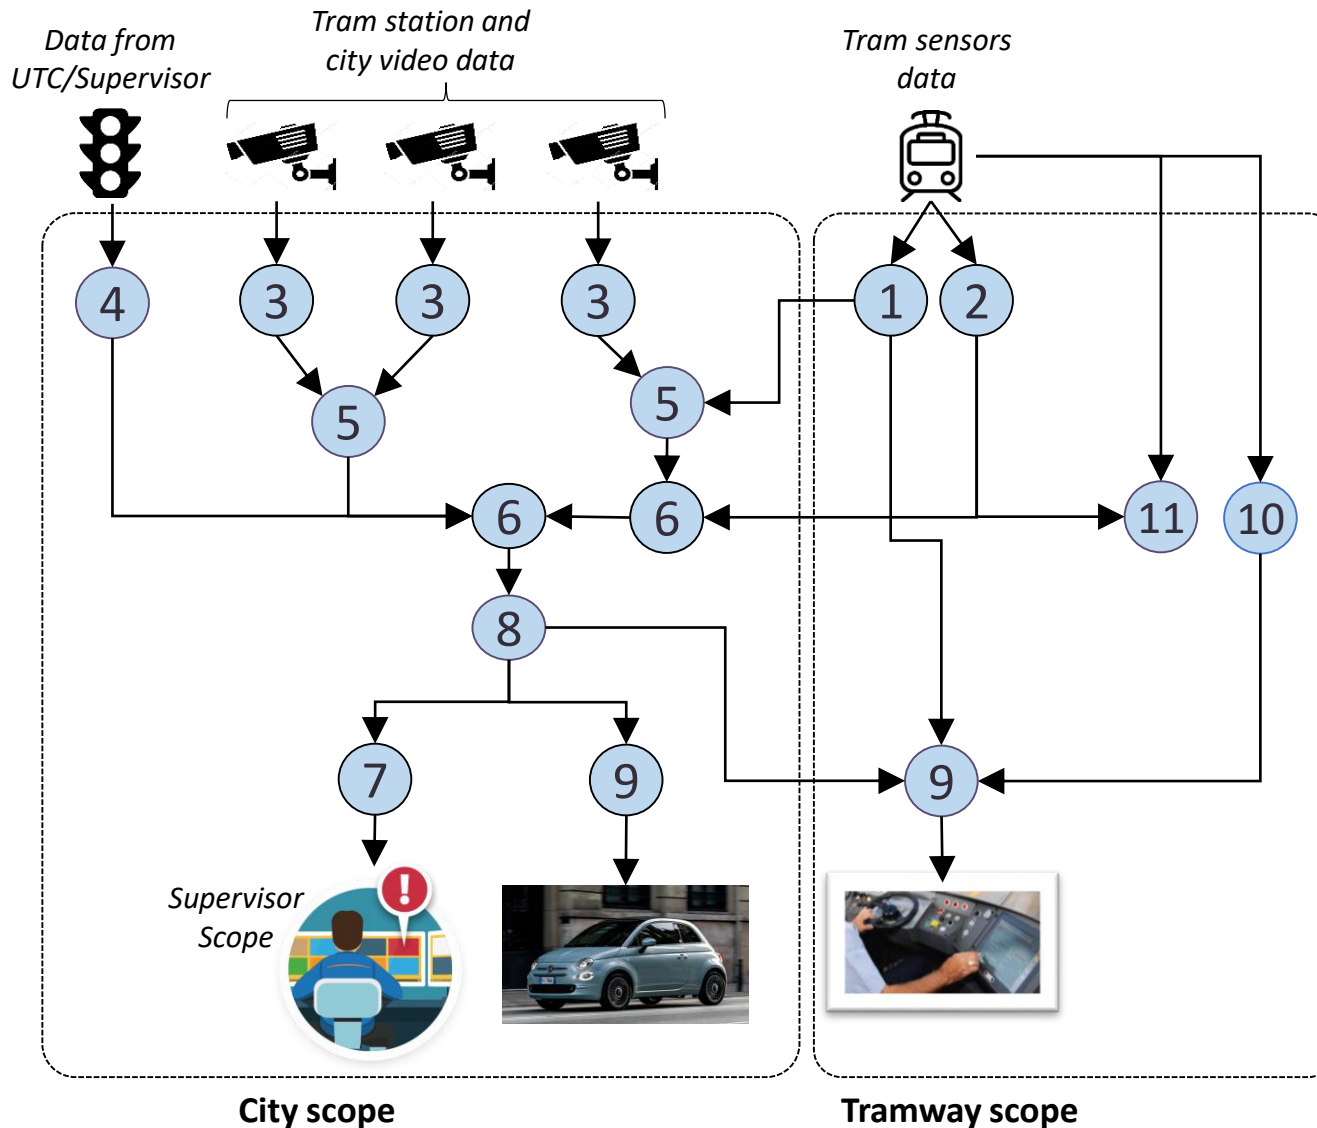 Data from
UTC/Supervisor
Tram station and
city video data
Tram sensors
data
4
3
3
3
1
2
5
5
6
6
11
10
8
7
9
9
!
Supervisor
Scope
City scope
Tramway scope